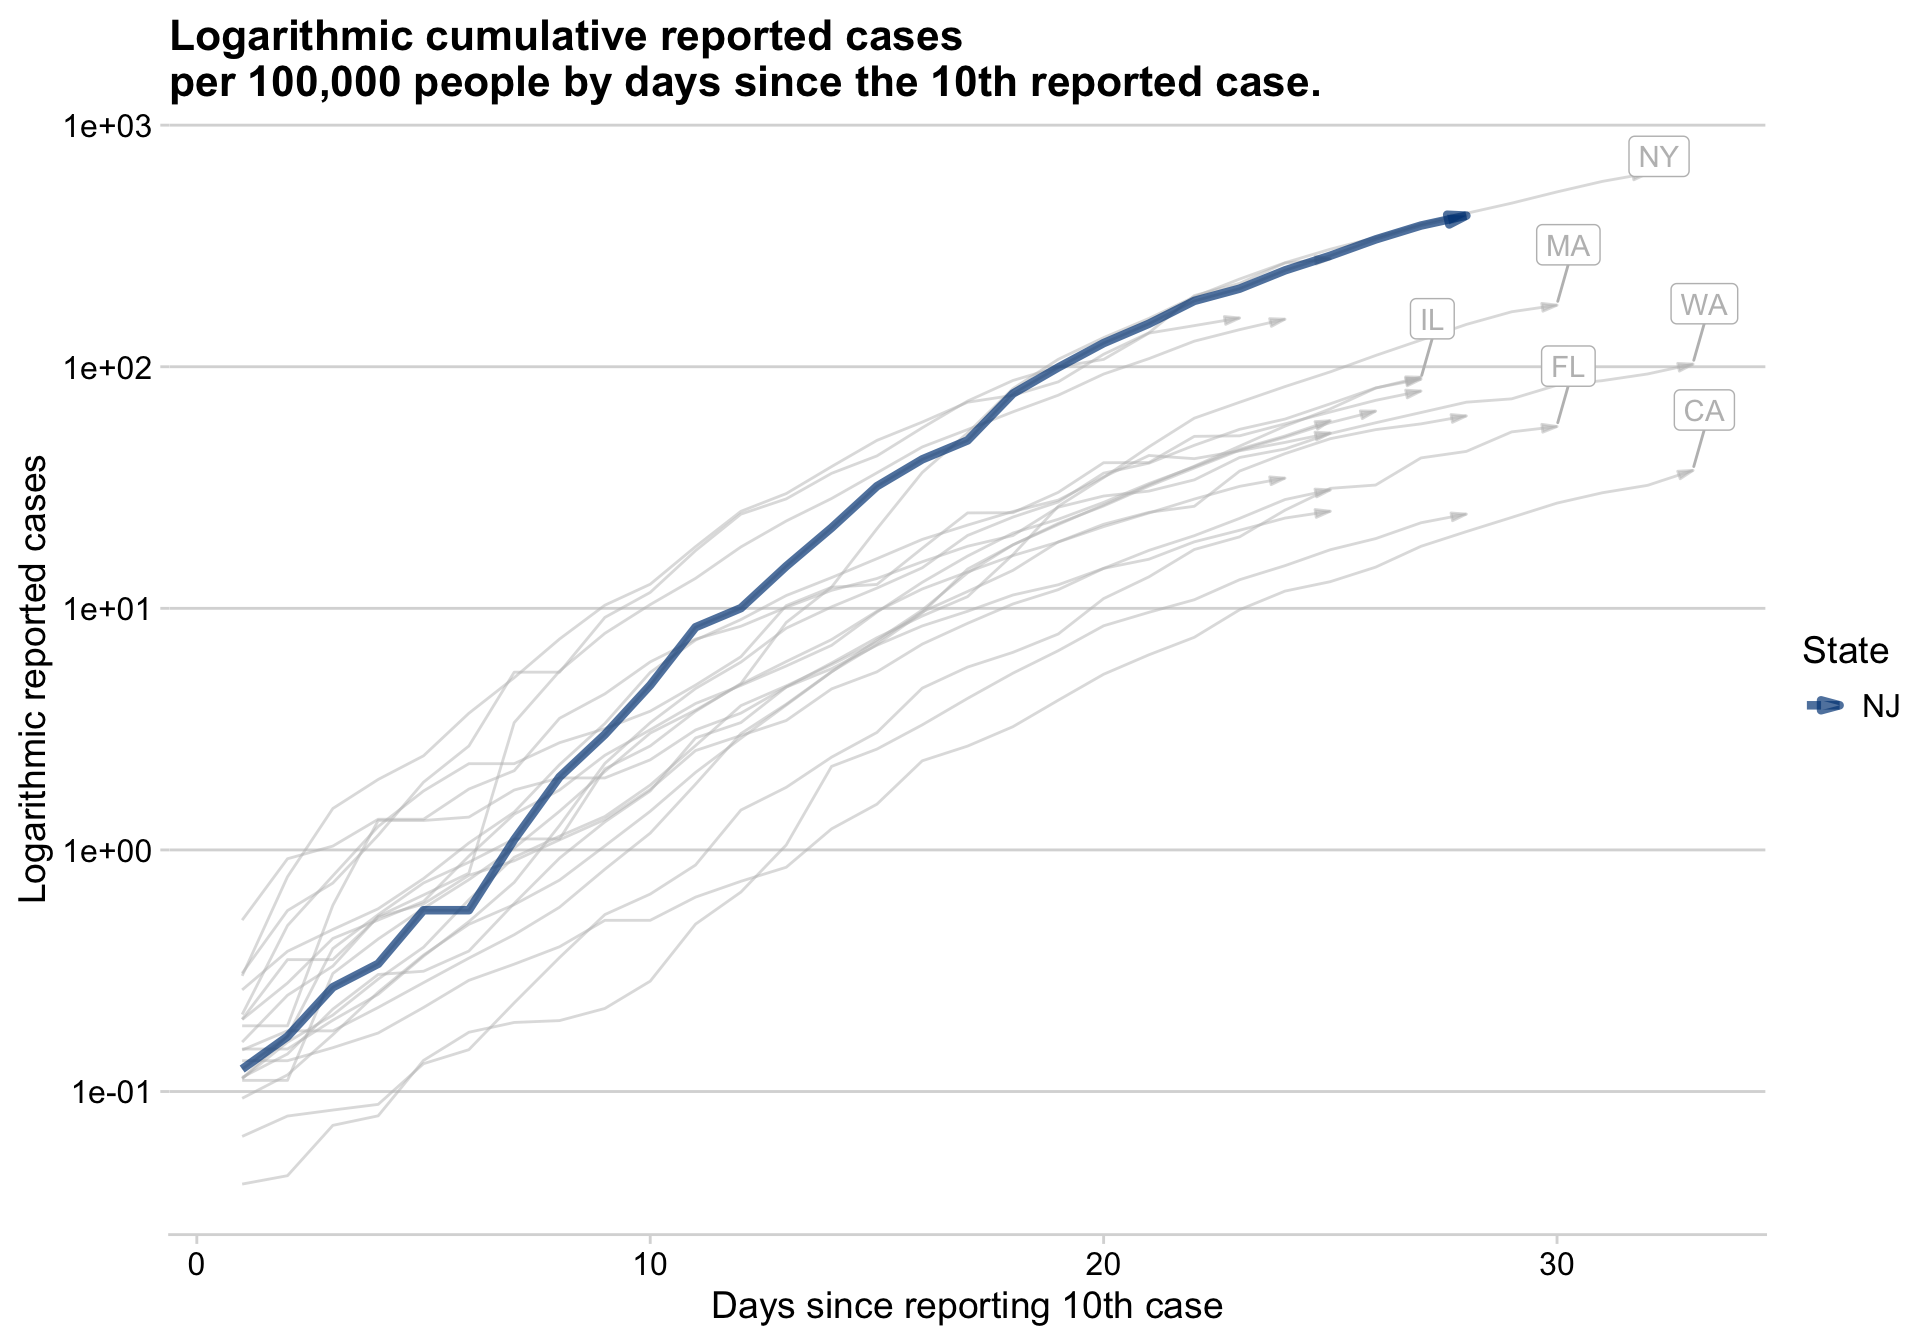 Logarithmic cumulative reported cases
per 100,000 people by days since the 10th reported case.
1e+03
1e+02
1e+01
1e+00
1e-01
Logarithmic reported cases
NY
MA
WA
IL
FL
CA
State
NJ
0
10
20
30
Days since reporting 10th case